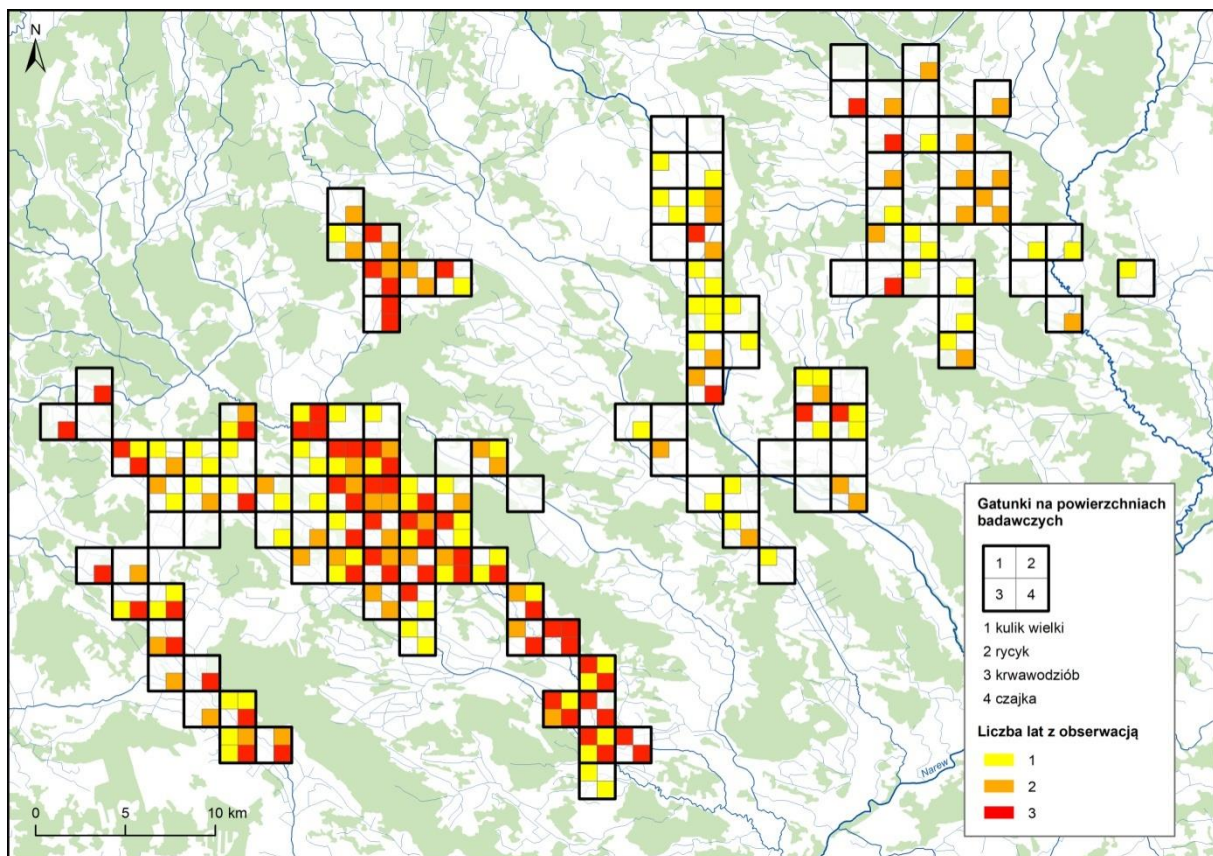 N
Gatunki na powierzchniach
badawczych
1 2
3 4
1 kulik wielki
2 rycyk
3 krwawodziób
4 czajka
Liczba lat z obserwacją
1
2
3
Narew
0 5 10 km